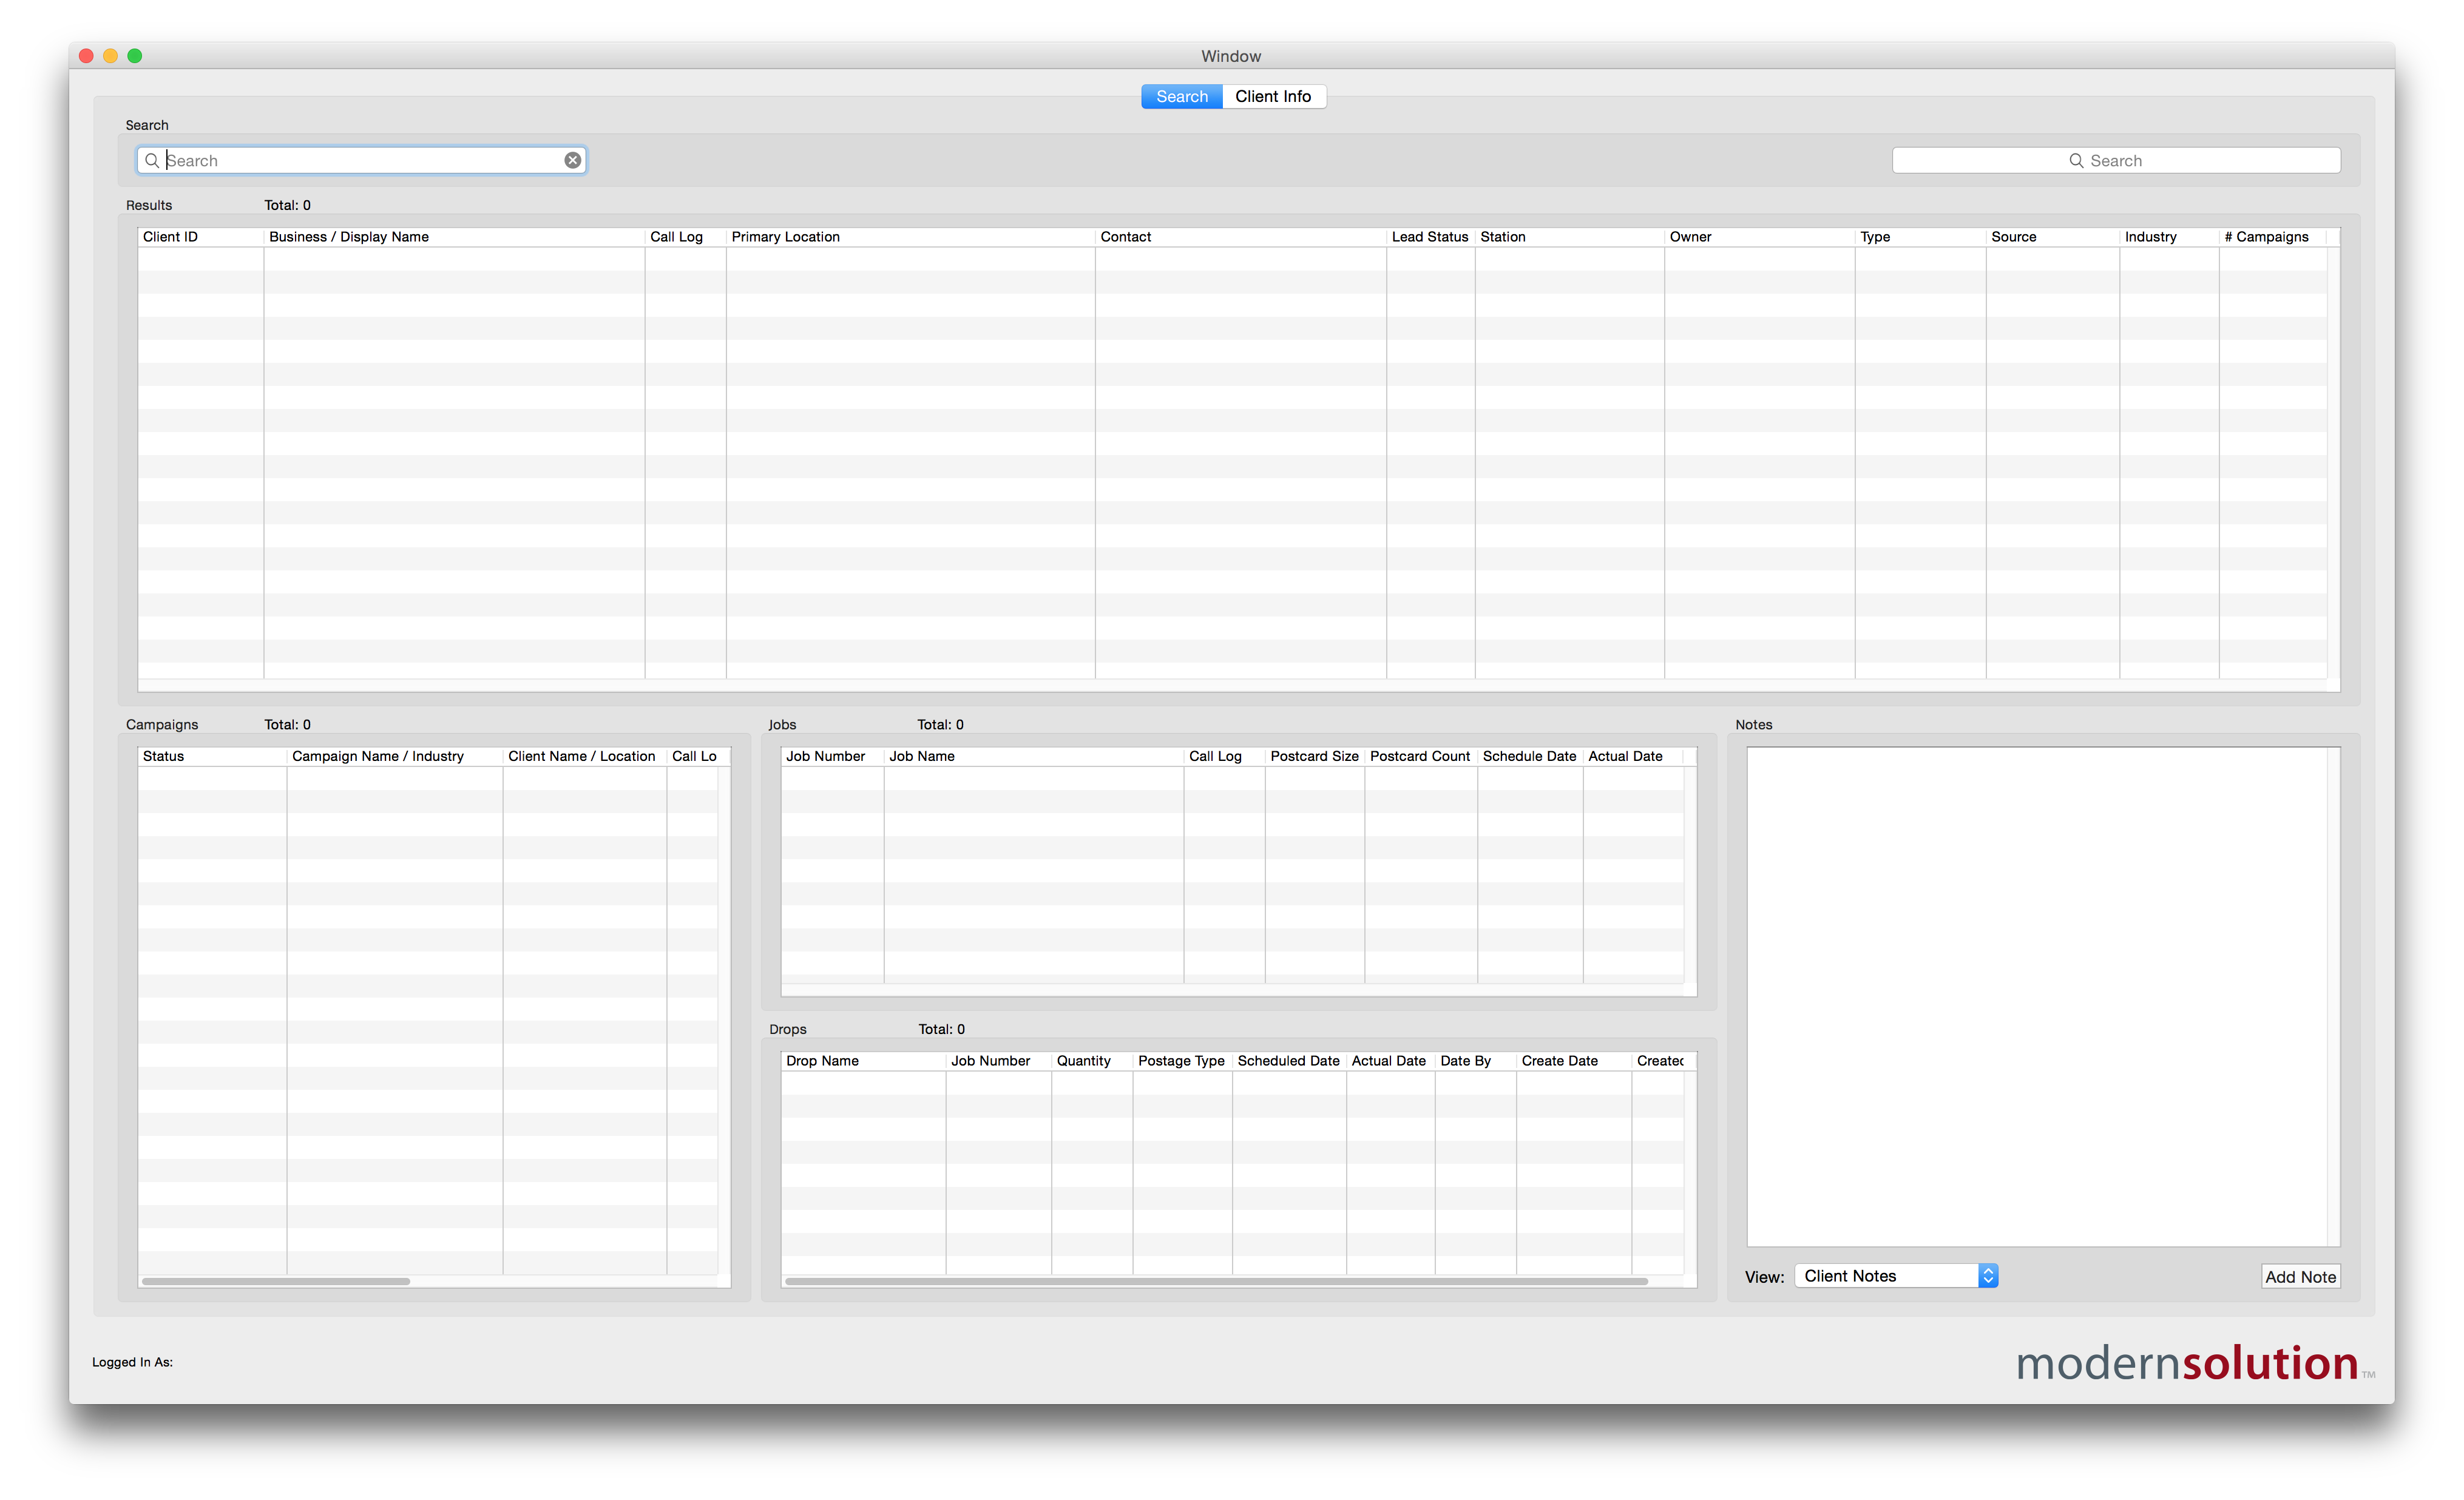 Window
Search Client Info
Search
Search Search
Results Total: 0
Client ID Business / Display Name Call Log Primary Location Contact Lead Status Station Owner Type Source Industry # Campaigns
Campaigns Total: 0 Jobs Total: 0 Notes
Status Campaign Name / Industry Client Name / Location Call Lo Job Number Job Name Call Log Postcard Size Postcard Count Schedule Date Actual Date
Drops Total: 0
Drop Name Job Number Quantity Postage Type Scheduled Date Actual Date Date By Create Date Created
View: Client Notes Add Note
Logged In As:
modernsolution™